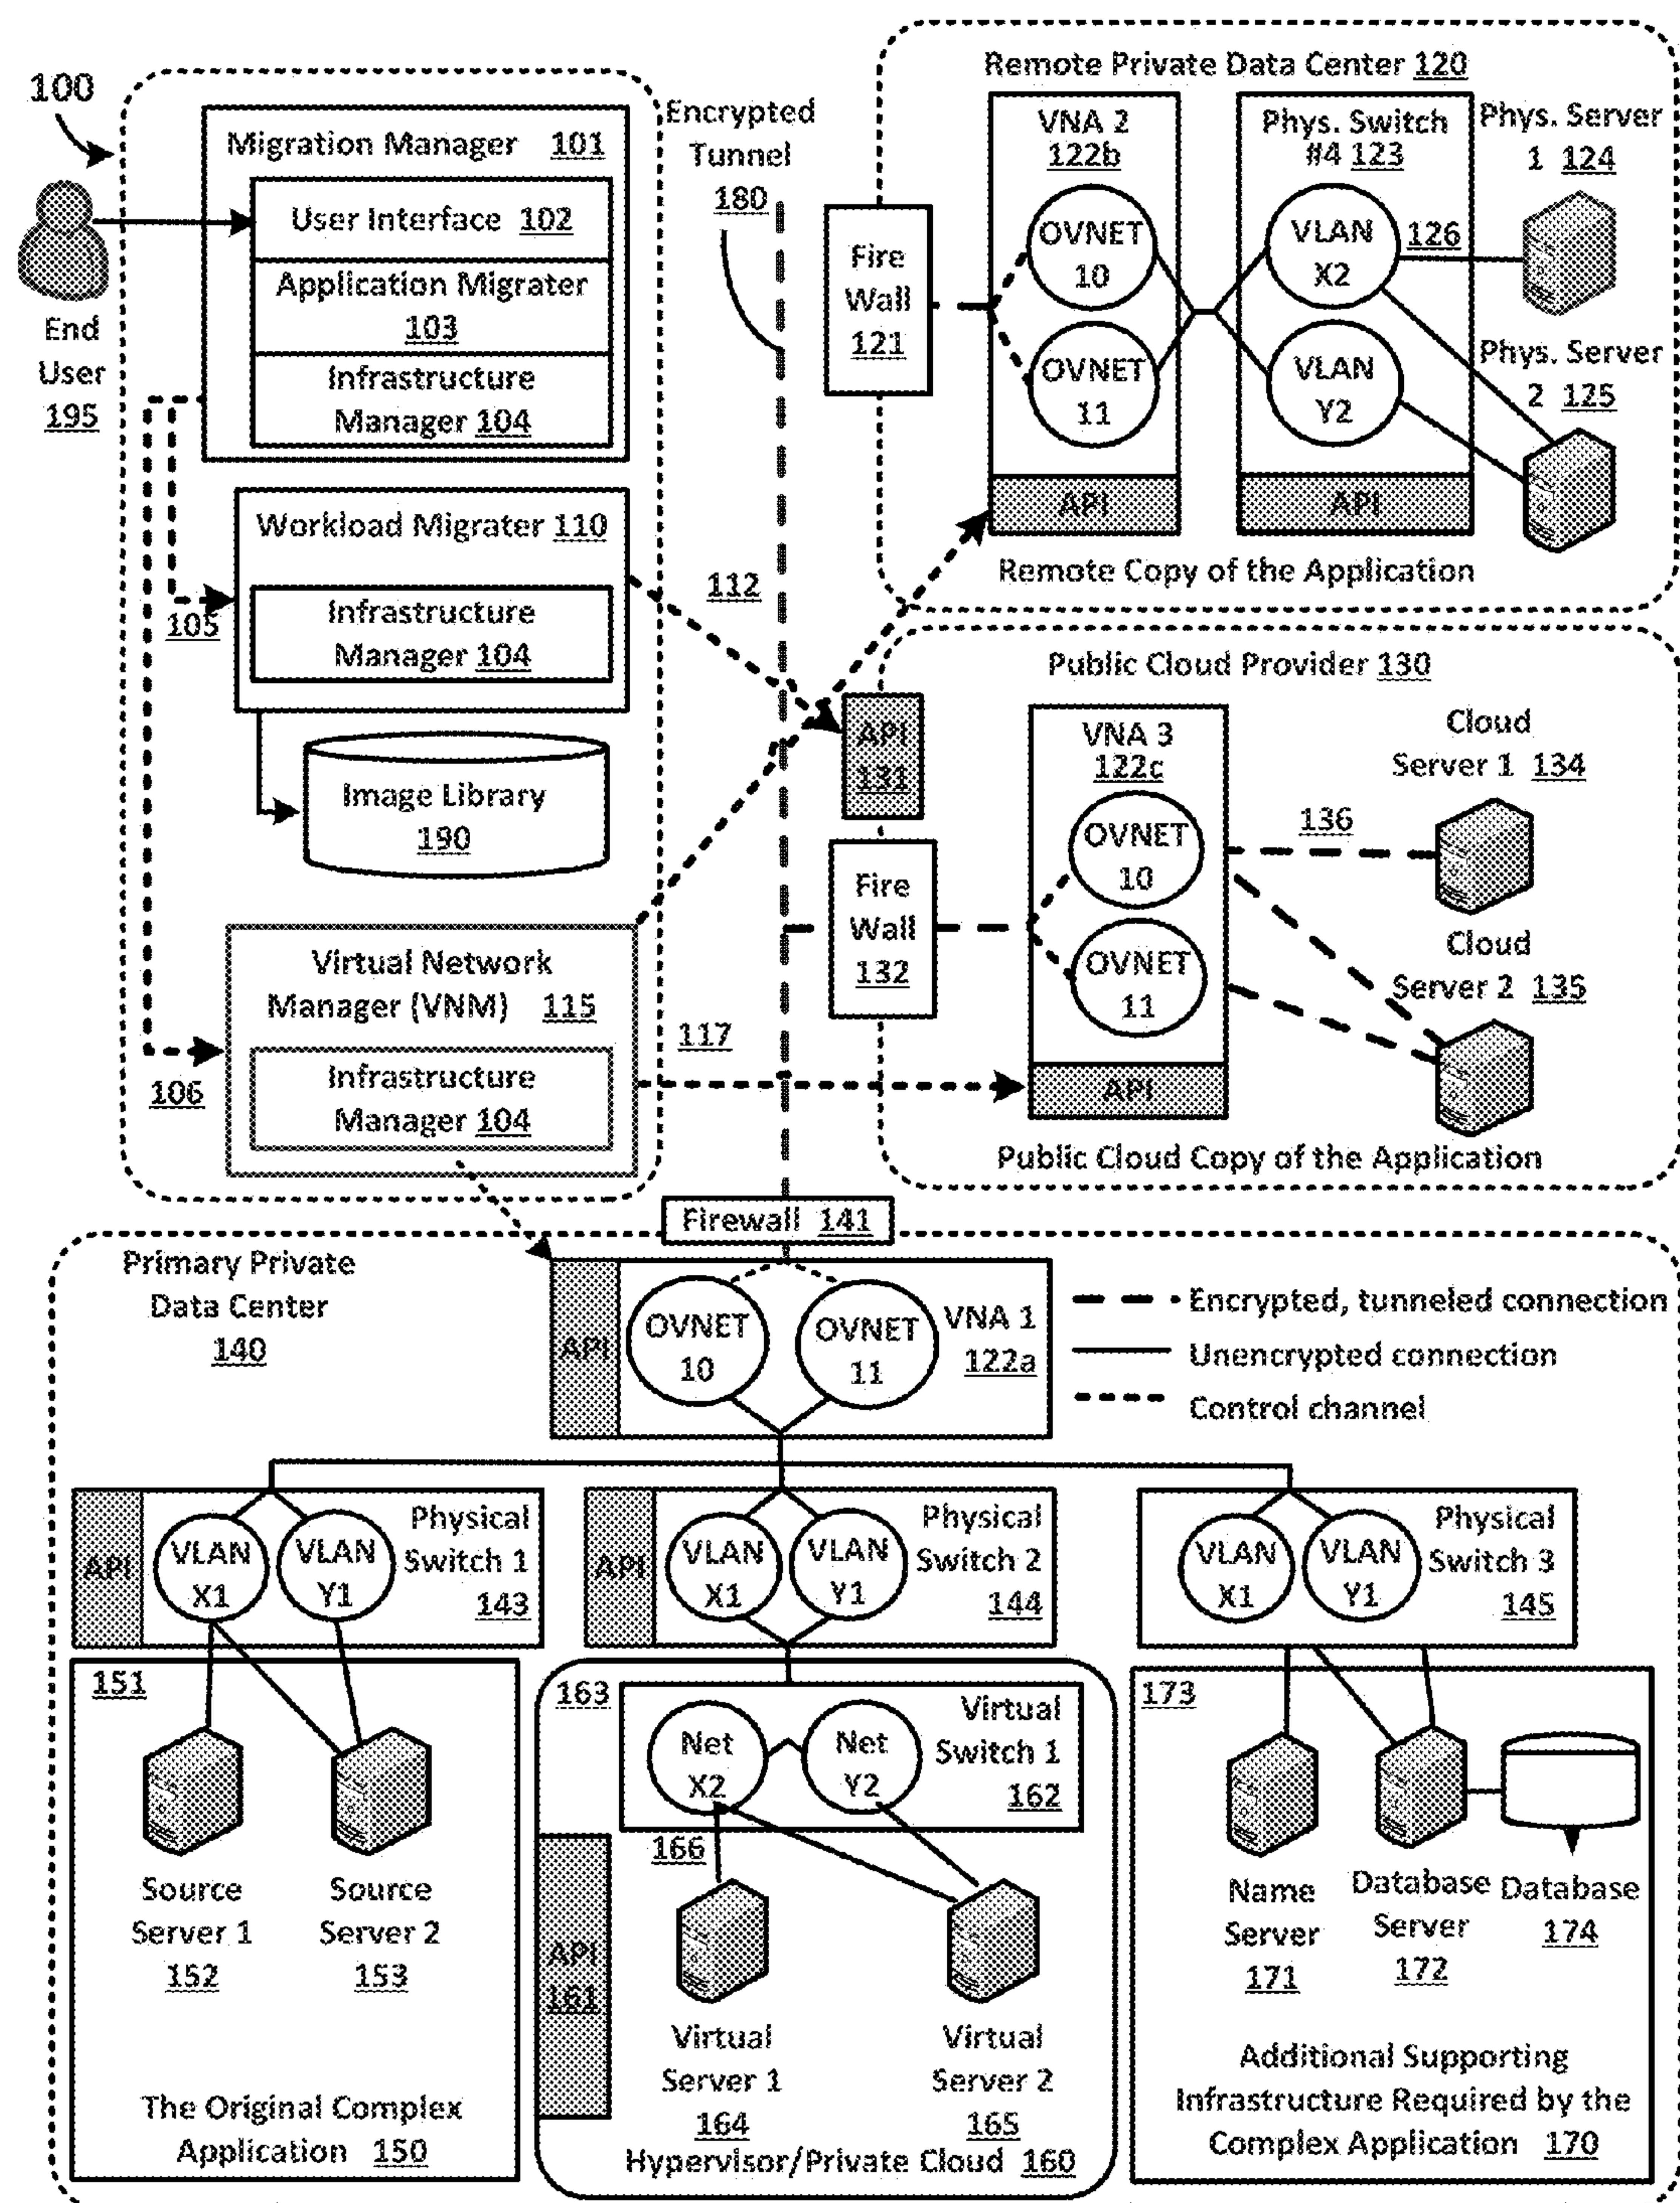 100
Migration Manager 101
User Interface 102
Application Migrater
103
Infrastructure
Manager 104
End
User
195
Workload Migrater 110
Infrastructure
Manager 104
105
Image Library
190
Virtual Network
Manager (VNM) 115
Infrastructure
Manager 104
106
Encrypted
Tunnel
180
112
117
Remote Private Data Center 120
Fire
Wall
121
VNA 2
122b
OVNET
10
OVNET
11
API
Phys. Switch
#4 123
VLAN
X2
VLAN
Y2
API
126
Phys. Server
1 124
Phys. Server
2 125
Remote Copy of the Application
Public Cloud Provider 130
API
131
Fire
Wall
132
VNA 3
122c
OVNET
10
OVNET
11
API
136
Cloud
Server 1 134
Cloud
Server 2 135
Public Cloud Copy of the Application
Firewall 141
Primary Private
Data Center
140
API
OVNET
10
OVNET
11
VNA 1
122a
Encrypted, tunneled connection
Unencrypted connection
Control channel
API
VLAN
X1
VLAN
Y1
Physical
Switch 1
143
API
VLAN
X1
VLAN
Y1
Physical
Switch 2
144
VLAN
X1
VLAN
Y1
Physical
Switch 3
145
151
Source
Server 1
152
Source
Server 2
153
The Original Complex
Application 150
163
Net
X2
Net
Y2
Virtual
Switch 1
162
166
API
161
Virtual
Server 1
164
Virtual
Server 2
165
Hypervisor/Private Cloud 160
173
Name
Server
171
Database
Server
172
Database
174
Additional Supporting
Infrastructure Required by the
Complex Application 170